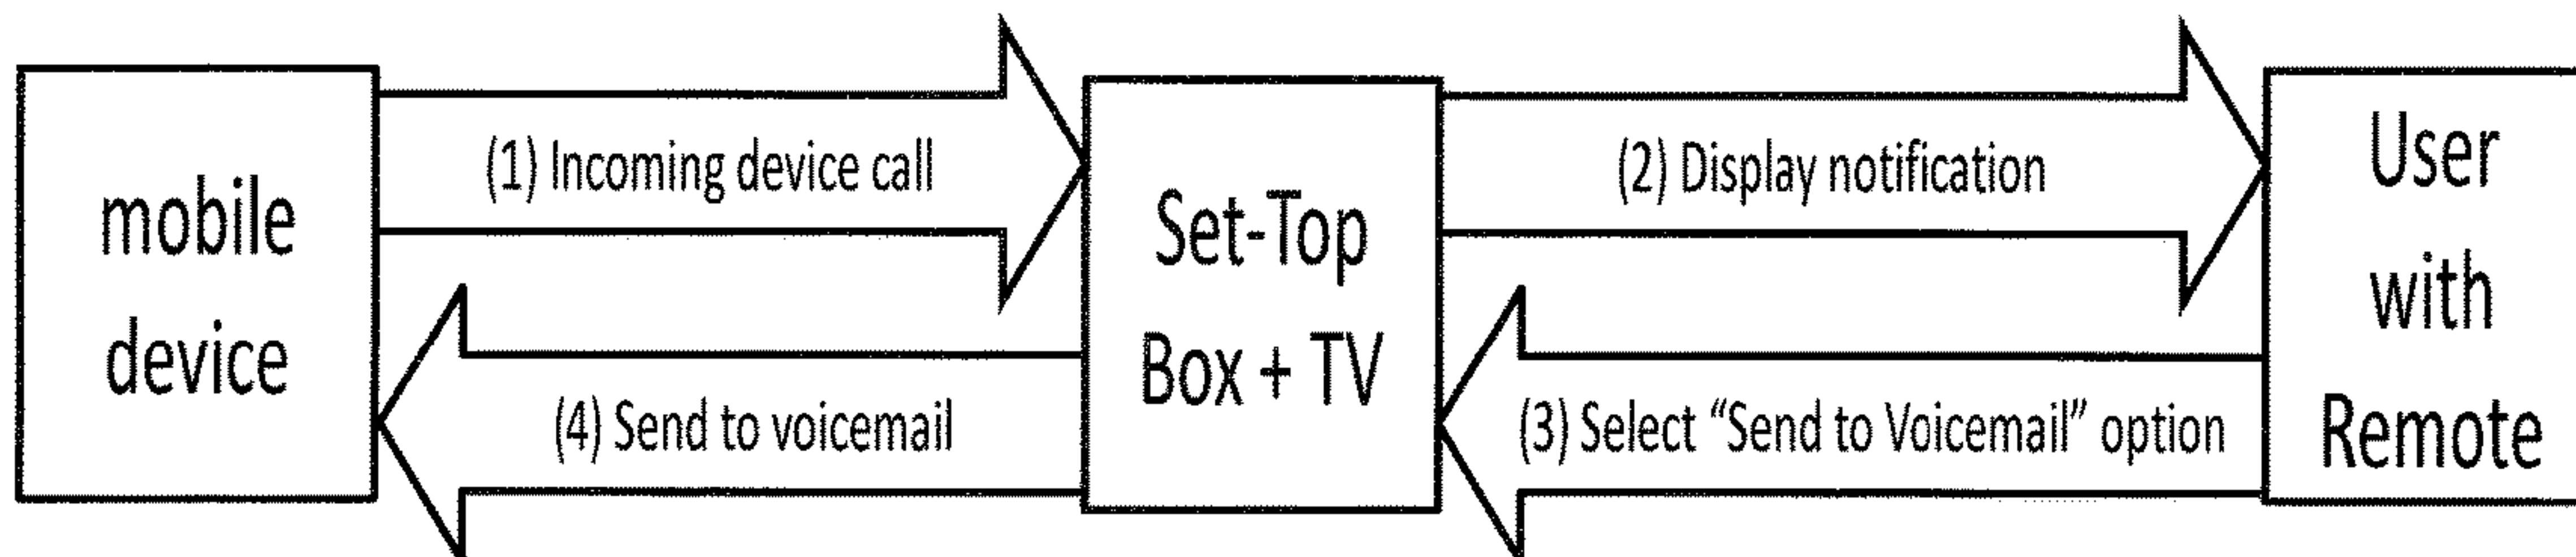 mobile
device
(1) Incoming device call
(4) Send to voicemail
Set-Top
Box + TV
(2) Display notification
(3) Select “Send to Voicemail” option
User
with
Remote